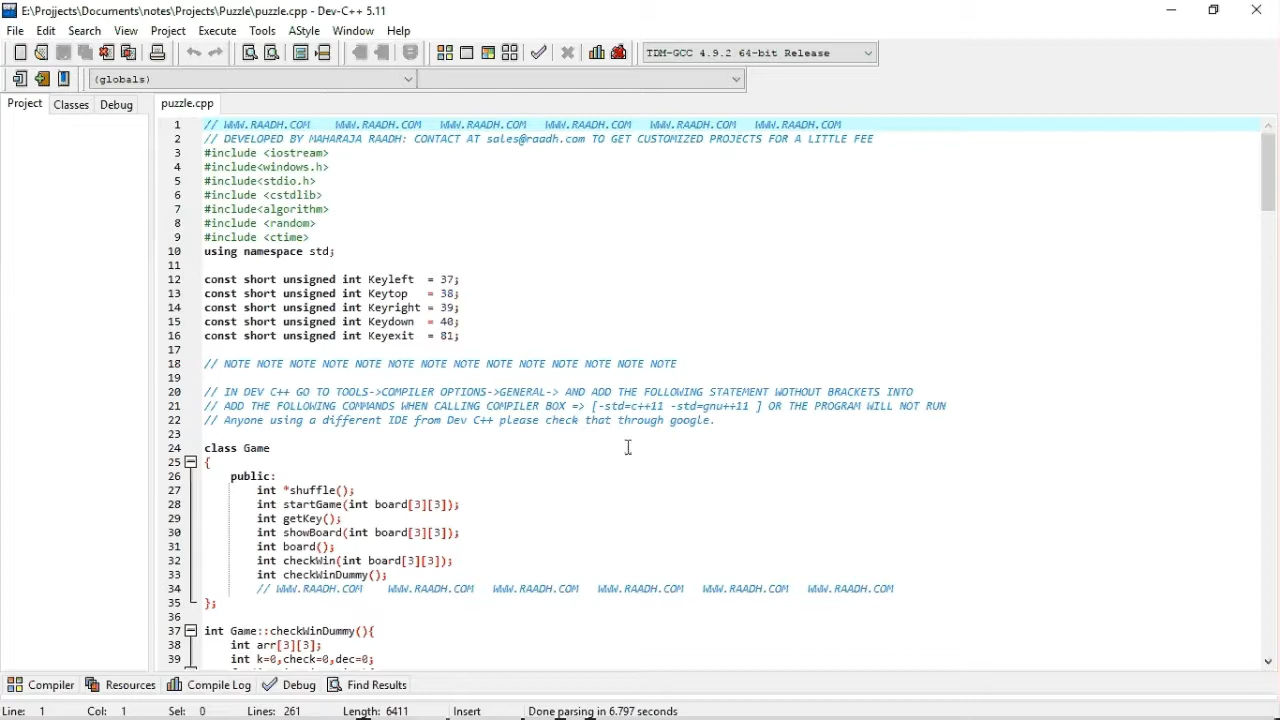 E:\Projjects\Documents\notes\Projects\Puzzle\puzzle.cpp - Dev-C++ 5.11
File Edit Search View Project Execute Tools AStyle Window Help
TDM-GCC 4.9.2 64-bit Release
(globals)
Project Classes Debug puzzle.cpp
1 // WWW.RAADH.COM WWW.RAADH.COM WWW.RAADH.COM WWW.RAADH.COM WWW.RAADH.COM WWW.RAADH.COM
2 // DEVELOPED BY MAHARAJA RAADH: CONTACT AT sales@raadh.com TO GET CUSTOMIZED PROJECTS FOR A LITTLE FEE
3 #include <iostream>
4 #include<windows.h>
5 #include<stdio.h>
6 #include <cstdlib>
7 #include<algorithm>
8 #include <random>
9 #include <ctime>
10 using namespace std;
11
12 const short unsigned int Keyleft = 37;
13 const short unsigned int Keytop = 38;
14 const short unsigned int Keyright = 39;
15 const short unsigned int Keydown = 40;
16 const short unsigned int Keyexit = 81;
17
18 // NOTE NOTE NOTE NOTE NOTE NOTE NOTE NOTE NOTE NOTE NOTE NOTE NOTE NOTE
19
20 // IN DEV C++ GO TO TOOLS->COMPILER OPTIONS->GENERAL-> AND ADD THE FOLLOWING STATEMENT WOTHOUT BRACKETS INTO
21 // ADD THE FOLLOWING COMMANDS WHEN CALLING COMPILER BOX => [-std=c++11 -std=gnu++11 ] OR THE PROGRAM WILL NOT RUN
22 // Anyone using a different IDE from Dev C++ please check that through google.
23
24 class Game
25 {
26 public:
27 int *shuffle();
28 int startGame(int board[3][3]);
29 int getKey();
30 int showBoard(int board[3][3]);
31 int board();
32 int checkWin(int board[3][3]);
33 int checkWinDummy();
34 // WWW.RAADH.COM WWW.RAADH.COM WWW.RAADH.COM WWW.RAADH.COM WWW.RAADH.COM WWW.RAADH.COM
35 };
36
37 int Game::checkWinDummy(){
38 int arr[3][3];
39 int k=0,check=0,dec=0;
Compiler Resources Compile Log Debug Find Results
Line: 1 Col: 1 Sel: 0 Lines: 261 Length: 6411 Insert Done parsing in 6.797 seconds